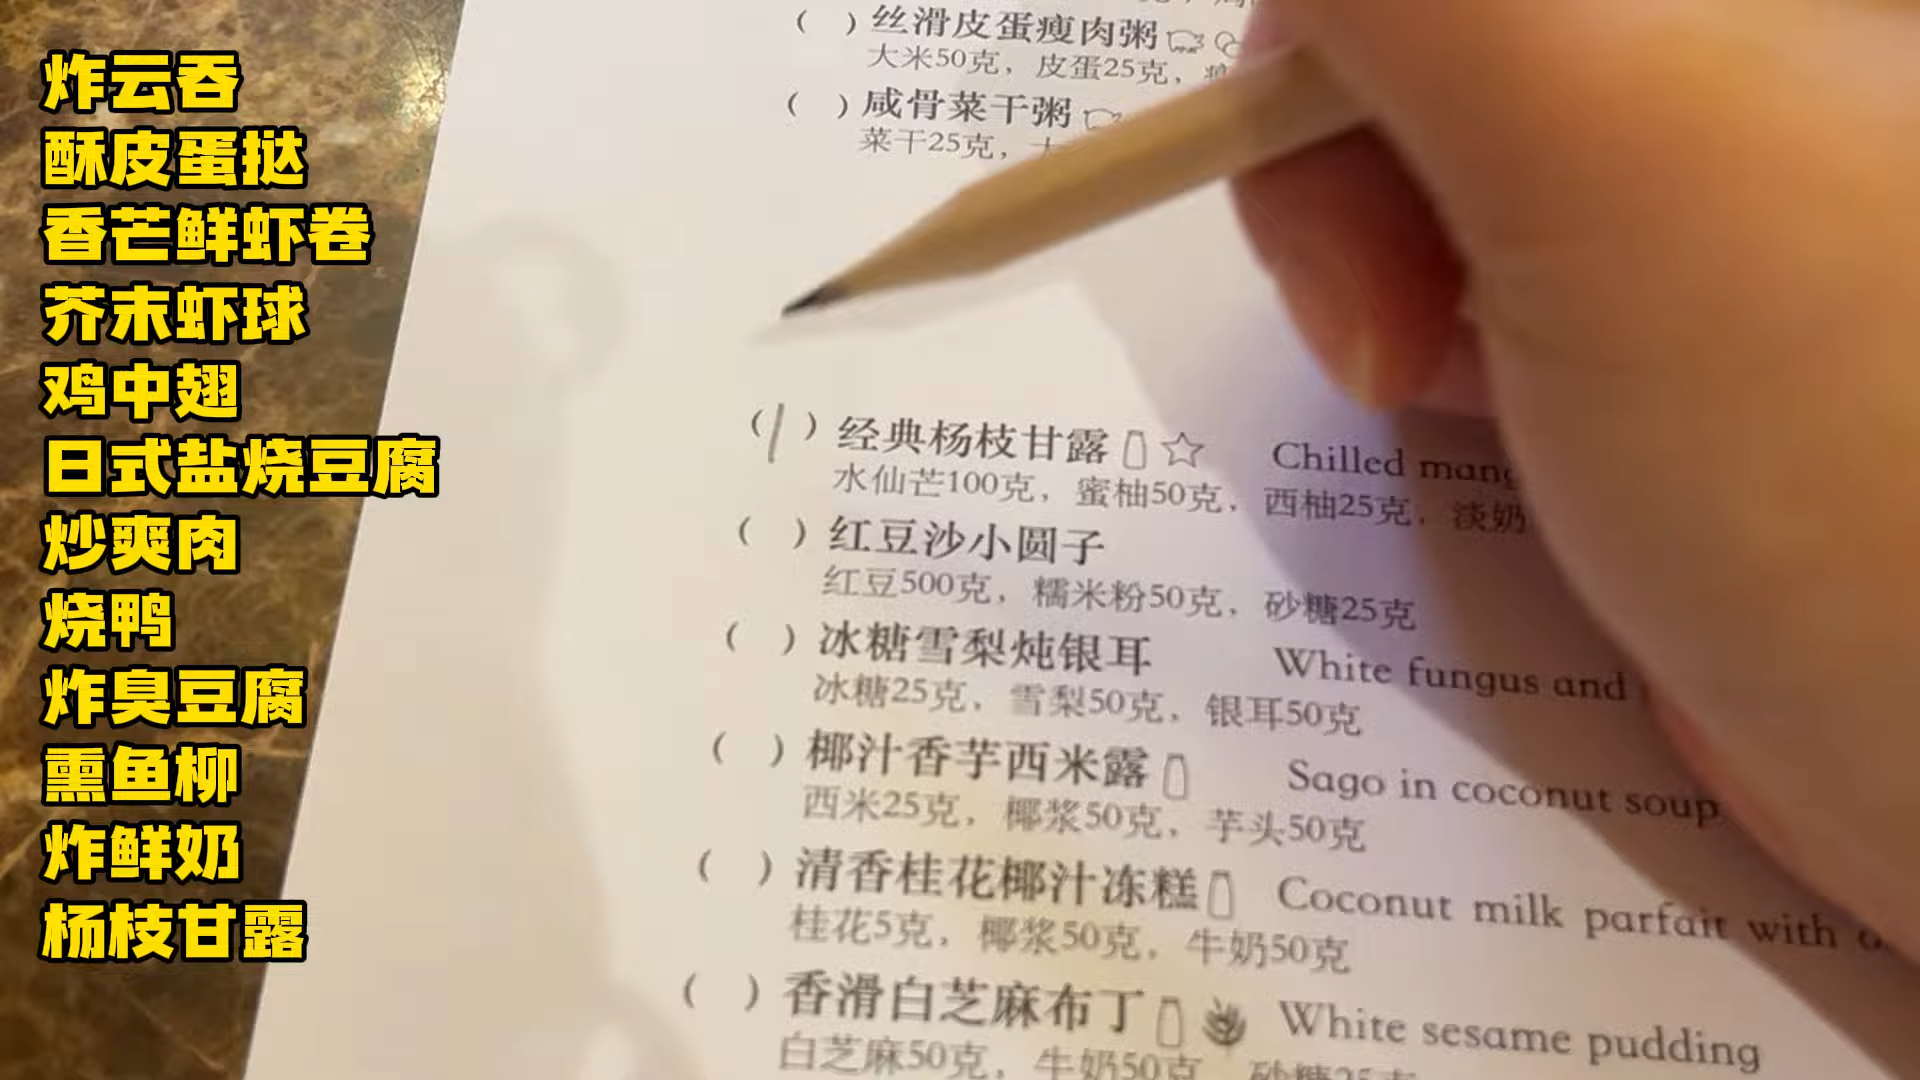 炸云吞
酥皮蛋挞
香芒鲜虾卷
芥末虾球
鸡中翅
日式盐烧豆腐
炒爽肉
烧鸭
炸臭豆腐
熏鱼柳
炸鲜奶
杨枝甘露
( ) 丝滑皮蛋瘦肉粥
大米50克，皮蛋25克，
( ) 咸骨菜干粥
菜干25克，
( | ) 经典杨枝甘露 Chilled
水仙芒100克，蜜柚50克，西柚25克，淡奶
( ) 红豆沙小圆子
红豆500克，糯米粉50克，砂糖25克
( ) 冰糖雪梨炖银耳 White fungus and
冰糖25克，雪梨50克，银耳50克
( ) 椰汁香芋西米露 Sago in coconut soup
西米25克，椰浆50克，芋头50克
( ) 清香桂花椰汁冻糕 Coconut milk parfait with
桂花5克，椰浆50克，牛奶50克
( ) 香滑白芝麻布丁 White sesame pudding
白芝麻50克，牛奶50克，砂糖25克